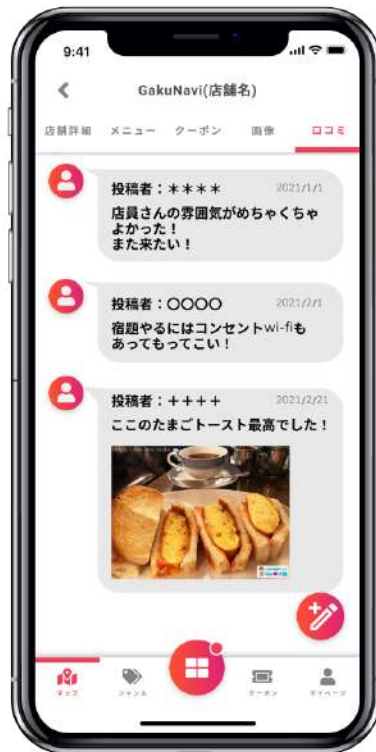 9:41
GakuNavi(店舗名)
店舗詳細 メニュー クーポン 画像 口コミ
投稿者：＊＊＊＊ 2021/1/1
店員さんの雰囲気がめちゃくちゃ
よかった！
また来たい！
投稿者：〇〇〇〇 2021/2/1
宿題やるにはコンセントwi-fiも
あってもってこい！
投稿者：++++ 2021/2/21
ここのたまごトースト最高でした！
マップ ジャンル クーポン マイページ